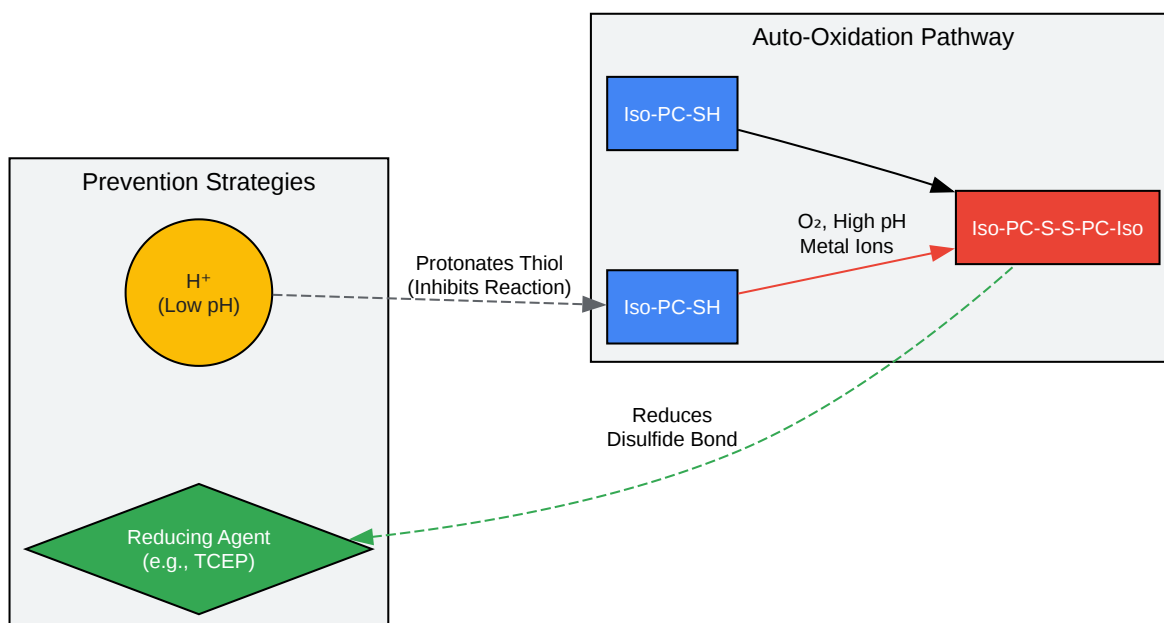 Auto-Oxidation Pathway
Iso-PC-SH
Prevention Strategies
O₂, High pH
Metal Ions
Iso-PC-S-S-PC-Iso
H⁺
(Low pH)
Protonates Thiol
(Inhibits Reaction)
Iso-PC-SH
Reduces
Disulfide Bond
Reducing Agent
(e.g., TCEP)